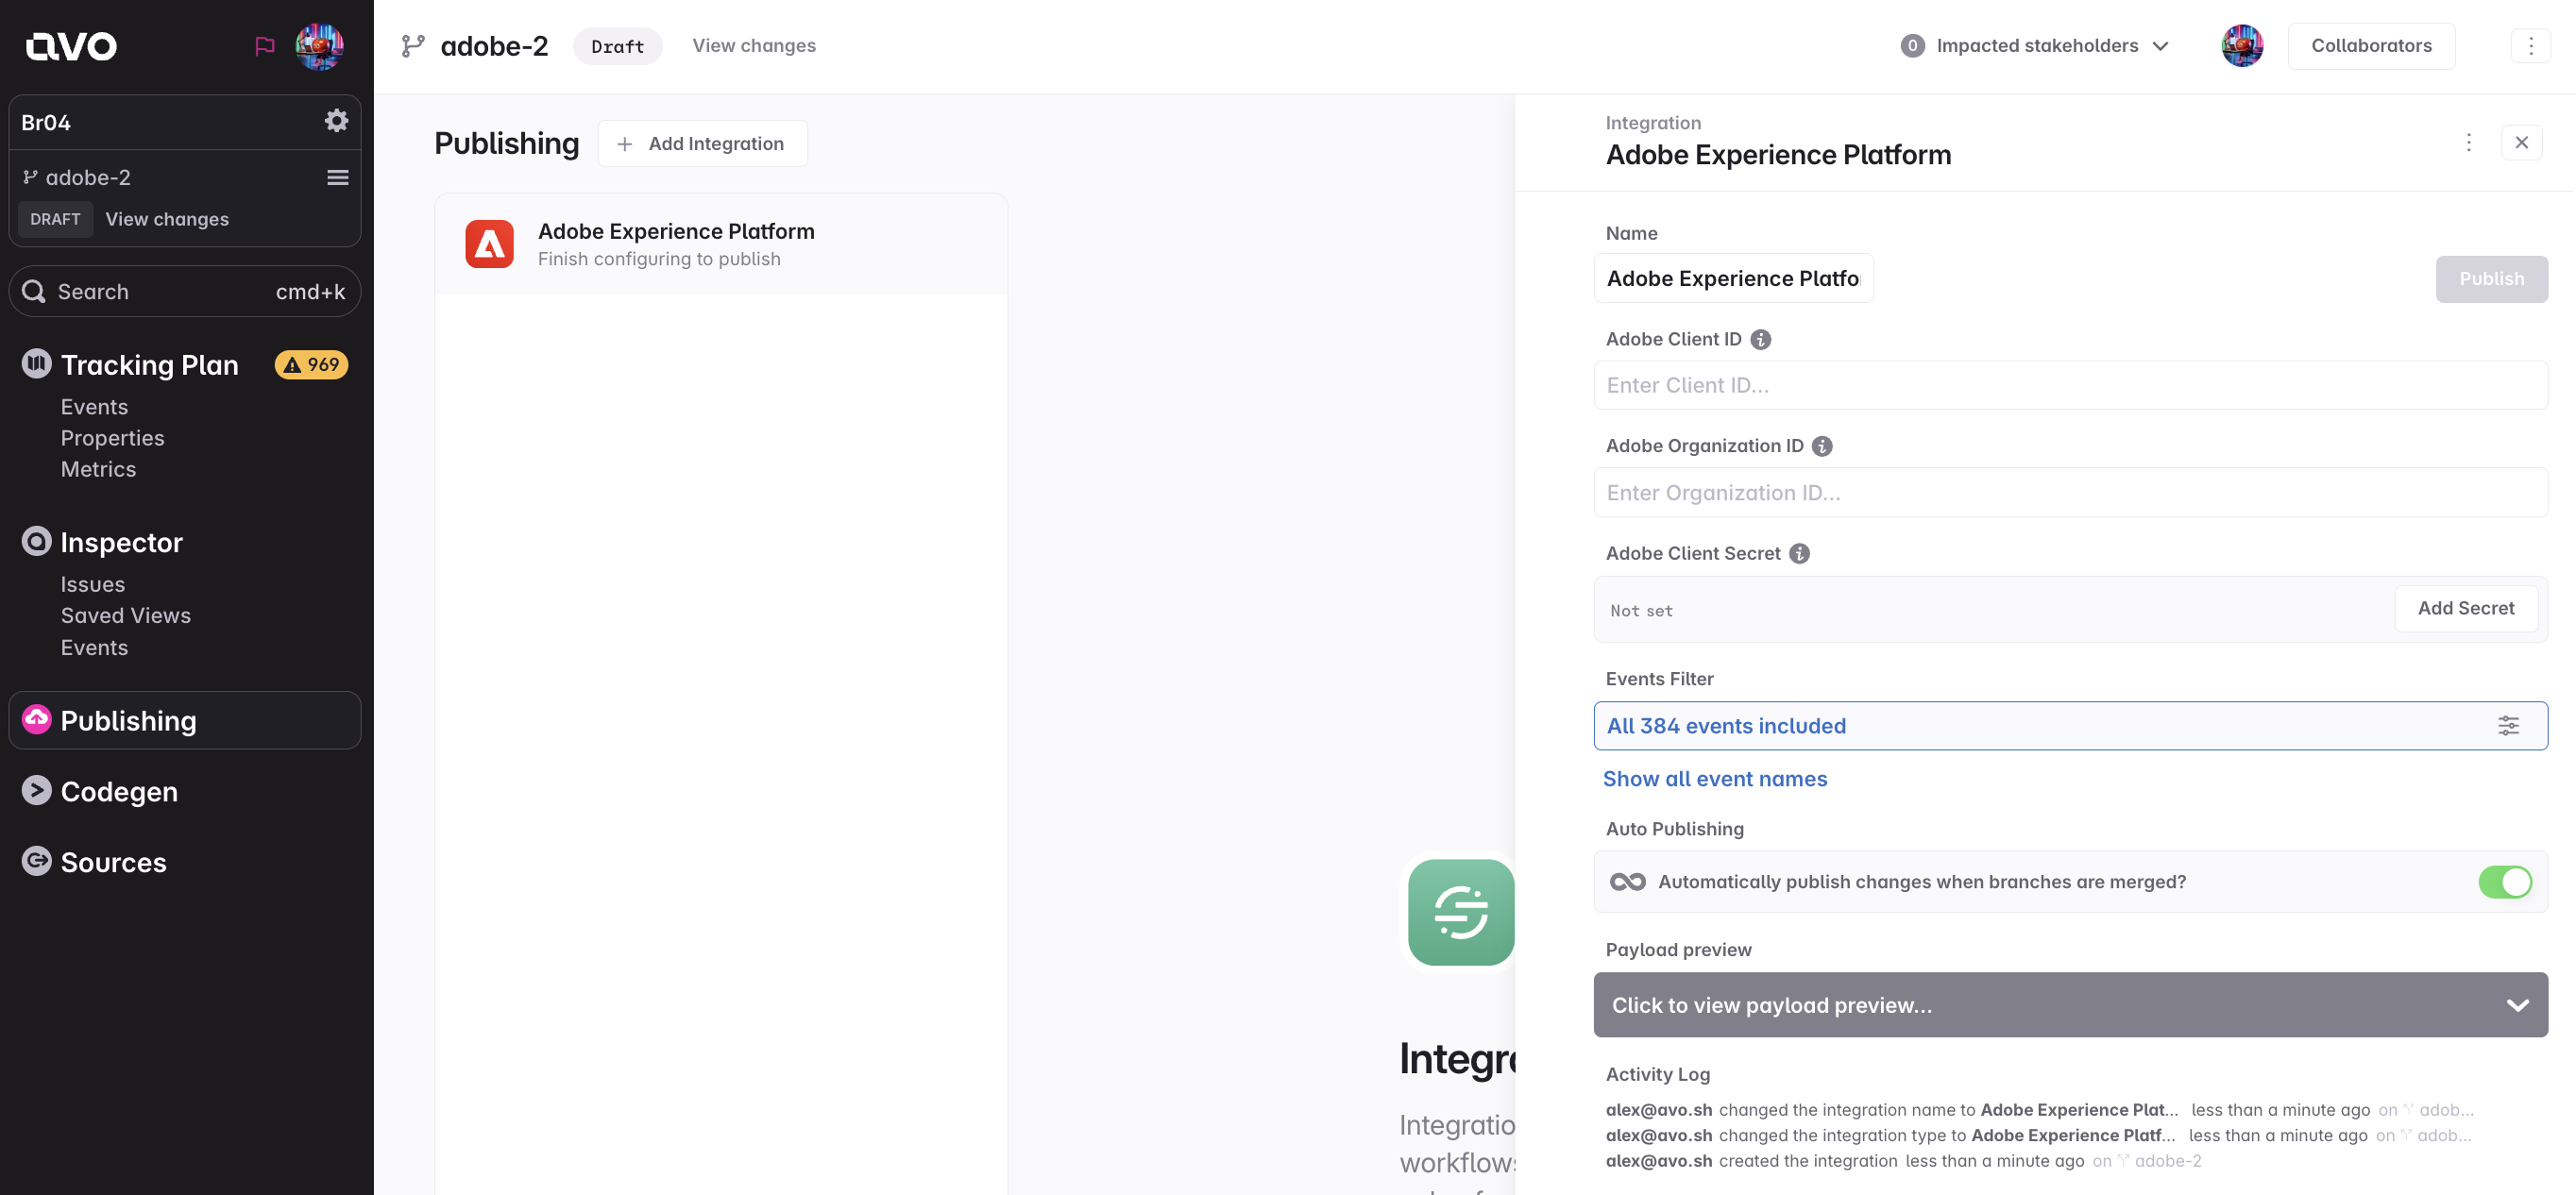 avo
Br04
adobe-2
DRAFT View changes
Search cmd+k
Tracking Plan 969
Events
Properties
Metrics
Inspector
Issues
Saved Views
Events
Publishing
Codegen
Sources
adobe-2 Draft View changes
0 Impacted stakeholders Collaborators
Publishing + Add Integration
Adobe Experience Platform
Finish configuring to publish
Integra
Integratio
workflows
Integration
Adobe Experience Platform
Name
Adobe Experience Platfo
Publish
Adobe Client ID
Enter Client ID...
Adobe Organization ID
Enter Organization ID...
Adobe Client Secret
Not set Add Secret
Events Filter
All 384 events included
Show all event names
Auto Publishing
Automatically publish changes when branches are merged?
Payload preview
Click to view payload preview...
Activity Log
alex@avo.sh changed the integration name to Adobe Experience Plat... less than a minute ago on adob...
alex@avo.sh changed the integration type to Adobe Experience Platf... less than a minute ago on adob...
alex@avo.sh created the integration less than a minute ago on adobe-2